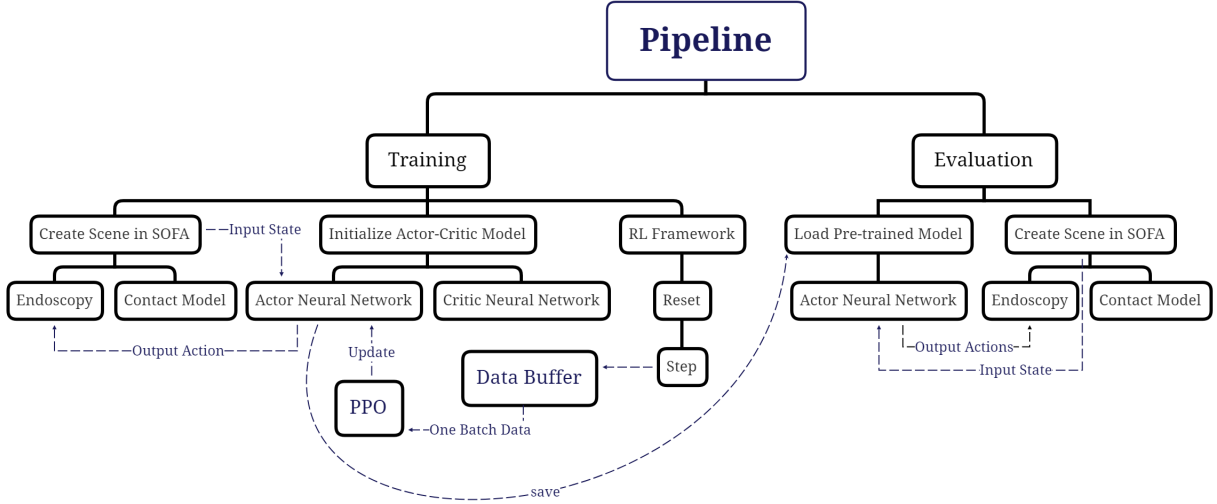 Pipeline
Training
Evaluation
Create Scene in SOFA
Input State
Initialize Actor-Critic Model
RL Framework
Load Pre-trained Model
Create Scene in SOFA
Endoscopy
Contact Model
Actor Neural Network
Critic Neural Network
Reset
Actor Neural Network
Endoscopy
Contact Model
Output Action
Update
Step
Output Actions
Input State
Data Buffer
PPO
One Batch Data
save